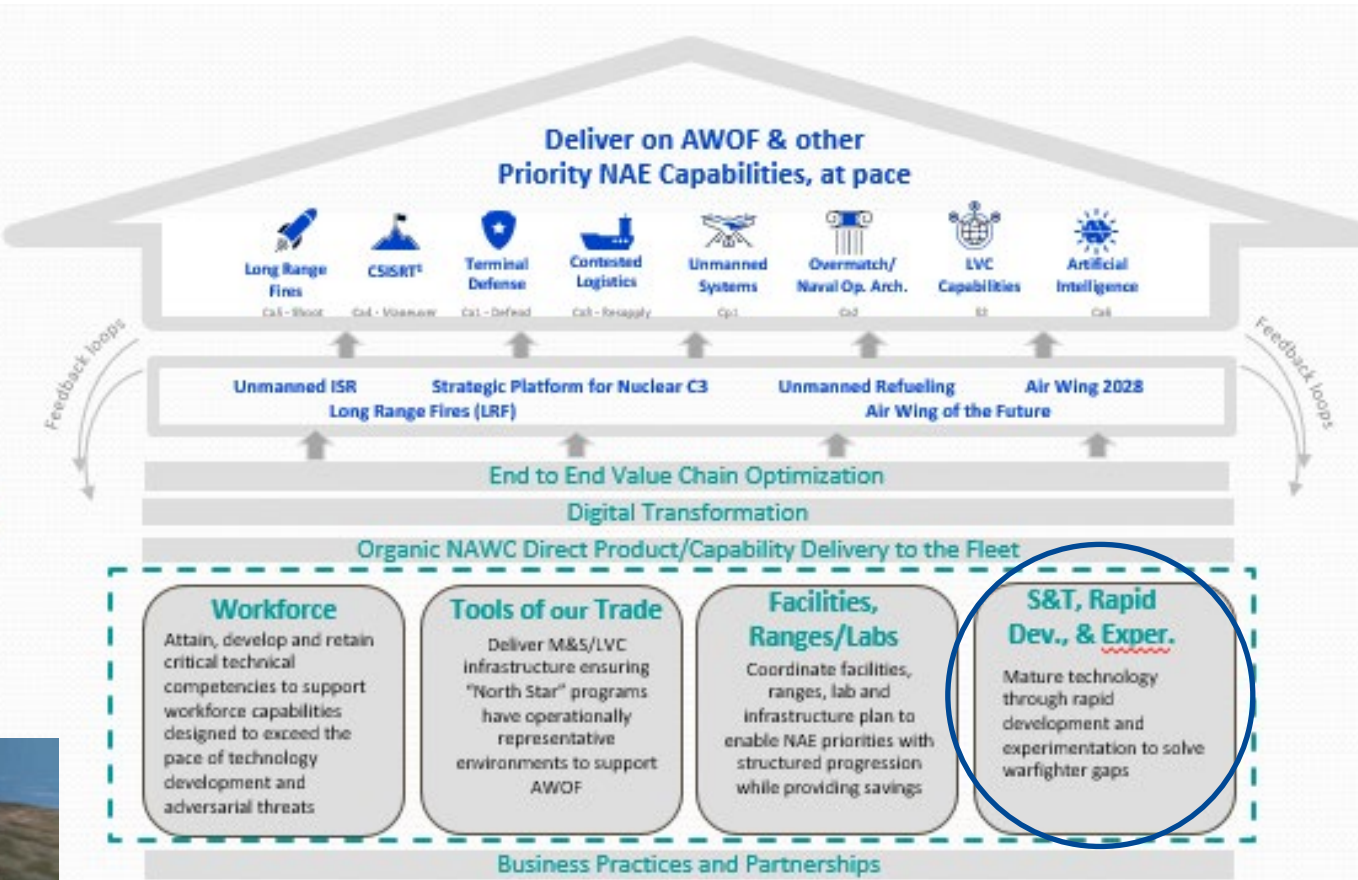 Deliver on AWOF & other
Priority NAE Capabilities, at pace
Long Range
Fires
Terminal
Defense
Contested
Logistics
Unmanned
Systems
Overmatch/
Naval Op. Arch.
LVC
Capabilities
Artificial
Intelligence
Ca5 - Shoot
Ca1 - Defend
Feedback loops
Feedback loops
Unmanned ISR Strategic Platform for Nuclear C3 Unmanned Refueling Air Wing 2028
Long Range Fires (LRF) Air Wing of the Future
End to End Value Chain Optimization
Digital Transformation
Organic NAWC Direct Product/Capability Delivery to the Fleet
Workforce
Attain, develop and retain
critical technical
competencies to support
workforce capabilities
designed to exceed the
pace of technology
development and
adversarial threats
Tools of our Trade
Deliver M&S/LVC
infrastructure ensuring
"North Star" programs
have operationally
representative
environments to support
AWOF
Facilities,
Ranges/Labs
Coordinate facilities,
ranges, lab and
infrastructure plan to
enable NAE priorities with
structured progression
while providing savings
S&T, Rapid
Dev., & Exper.
Mature technology
through rapid
development and
experimentation to solve
warfighter gaps
Business Practices and Partnerships